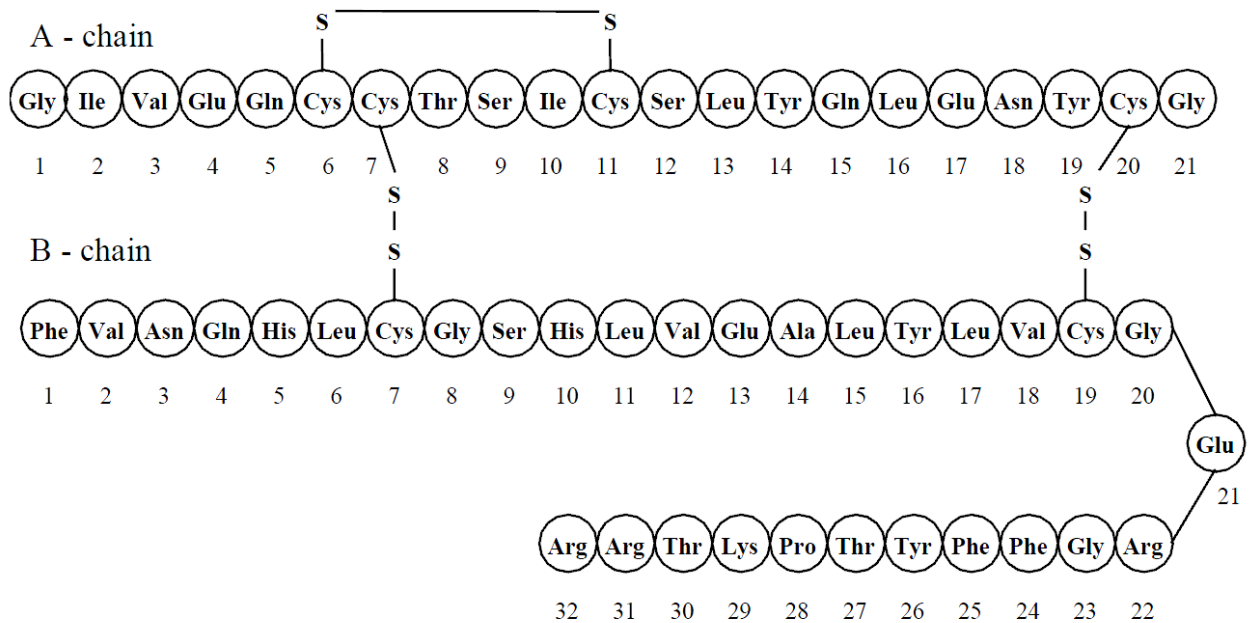 S S
A - chain
Gly Ile Val Glu Gln Cys Cys Thr Ser Ile Cys Ser Leu Tyr Gln Leu Glu Asn Tyr Cys Gly
1 2 3 4 5 6 7 8 9 10 11 12 13 14 15 16 17 18 19 20 21
S S
B - chain
S S
Phe Val Asn Gln His Leu Cys Gly Ser His Leu Val Glu Ala Leu Tyr Leu Val Cys Gly
1 2 3 4 5 6 7 8 9 10 11 12 13 14 15 16 17 18 19 20
Glu
21
Arg Arg Thr Lys Pro Thr Tyr Phe Phe Gly Arg
32 31 30 29 28 27 26 25 24 23 22